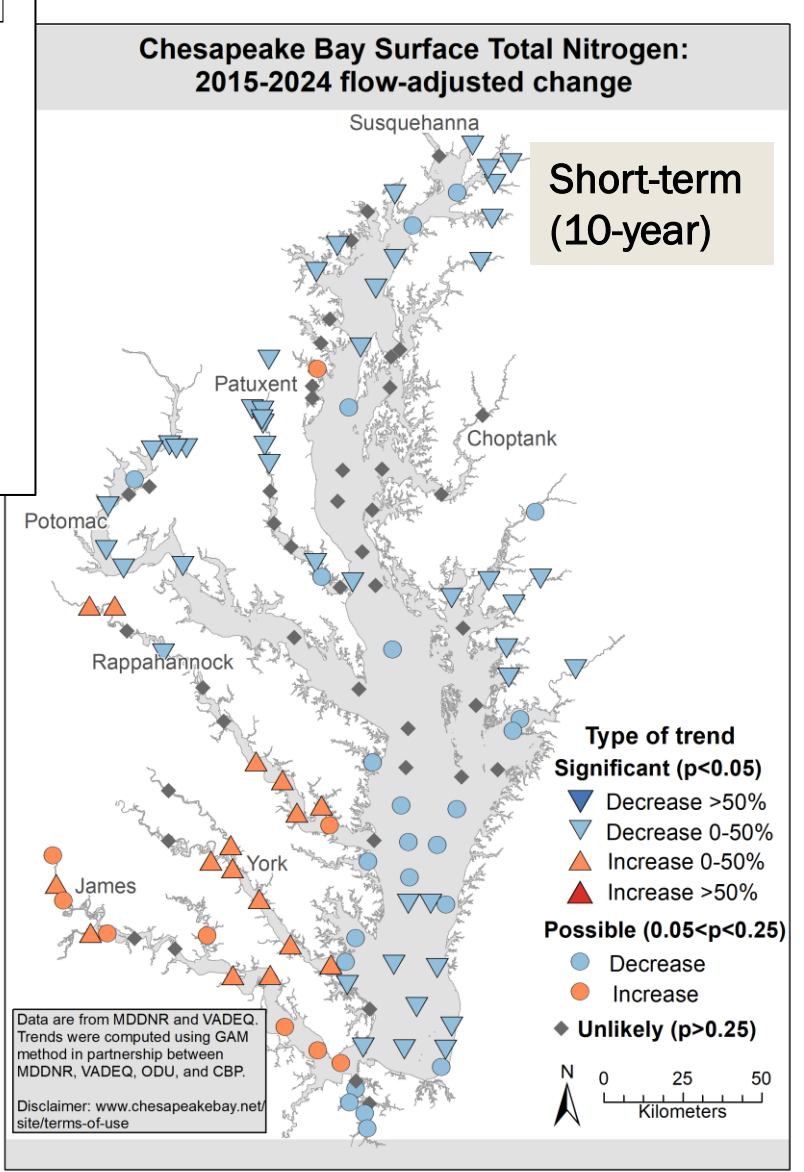 Chesapeake Bay Surface Total Nitrogen:
2015-2024 flow-adjusted change
Susquehanna
Short-term
(10-year)
Patuxent
Choptank
Potomac
Rappahannock
York
James
Type of trend
Significant (p<0.05)
Decrease >50%
Decrease 0-50%
Increase 0-50%
Increase >50%
Possible (0.05<p<0.25)
Decrease
Increase
Unlikely (p>0.25)
N
0 25 50
Kilometers
Data are from MDDNR and VADEQ.
Trends were computed using GAM
method in partnership between
MDDNR, VADEQ, ODU, and CBP.
Disclaimer: www.chesapeakebay.net/
site/terms-of-use